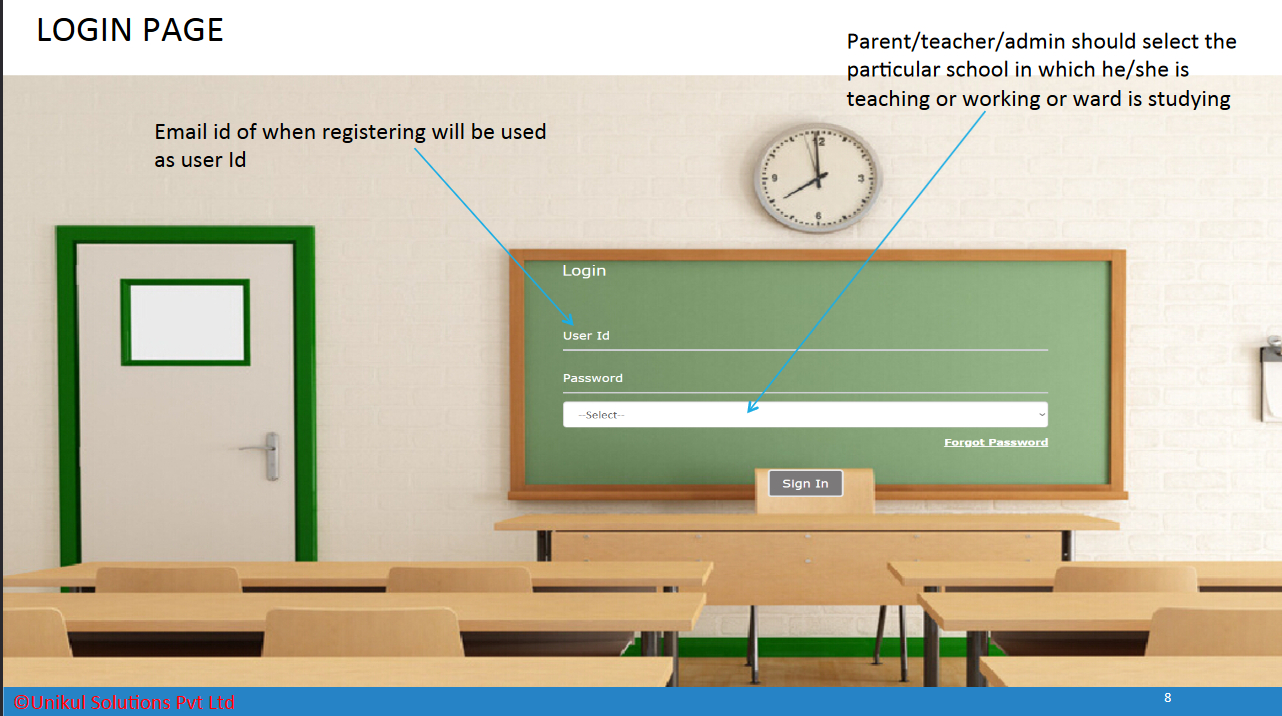 LOGIN PAGE
Parent/teacher/admin should select the
particular school in which he/she is
teaching or working or ward is studying
Email id of when registering will be used
as user Id
12
9
3
6
Login
User Id
Password
--Select--
Forgot Password
Sign In
©Unikul Solutions Pvt Ltd
8